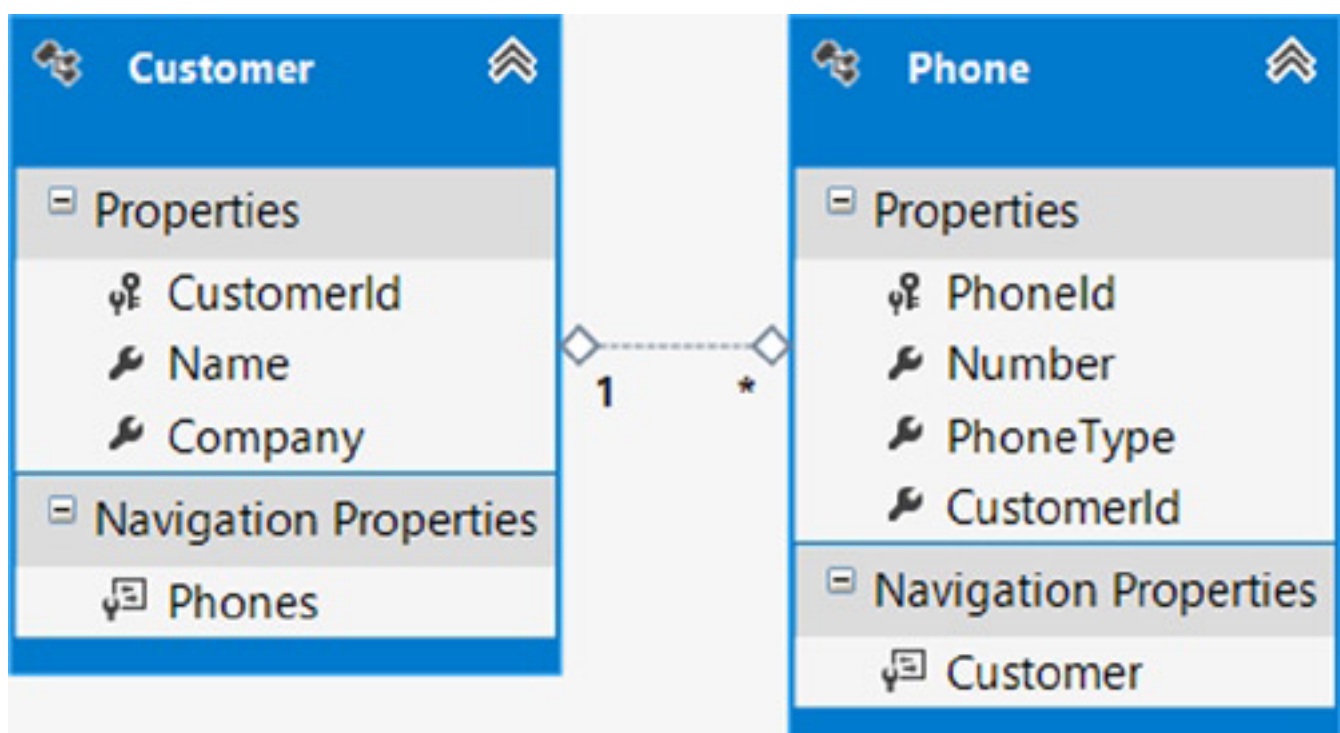 Customer
Properties
CustomerId
Name
Company
Navigation Properties
Phones
1
*
Phone
Properties
PhoneId
Number
PhoneType
CustomerId
Navigation Properties
Customer